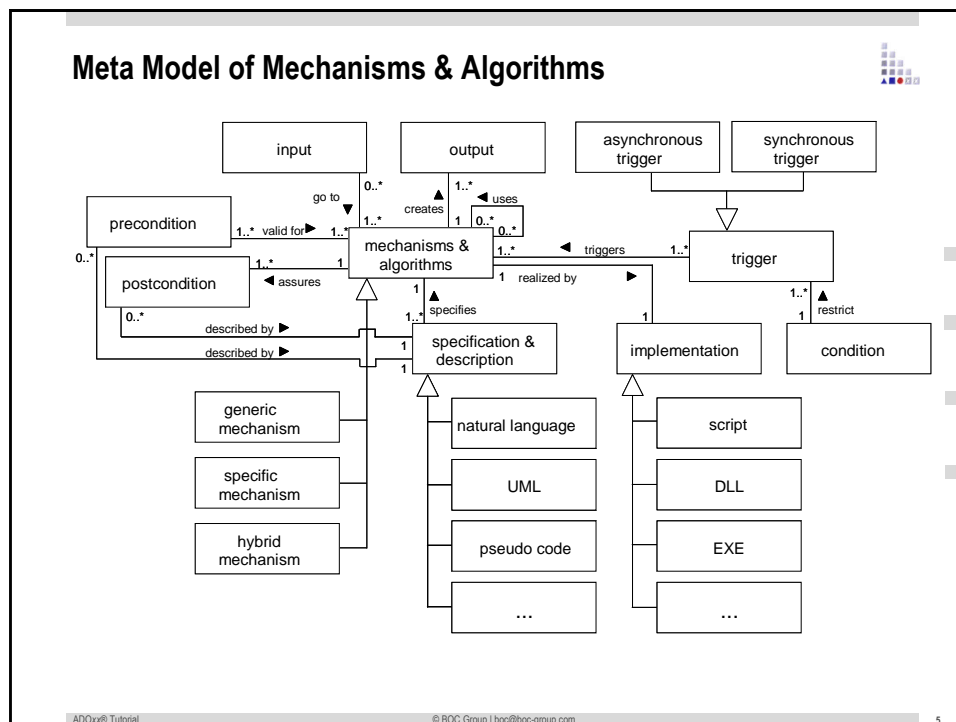 Meta Model of Mechanisms & Algorithms
input
output
asynchronous
trigger
synchronous
trigger
0..*
1..*
go to
creates
uses
precondition
1..*
valid for
1..*
1..*
1
0..*
0..*
mechanisms &
algorithms
1..*
triggers
1..*
trigger
0..*
postcondition
1..*
assures
1
1
realized by
1
specifies
1..*
1..*
restrict
1
0..*
described by
1
described by
1
specification &
description
1
implementation
condition
generic
mechanism
natural language
script
specific
mechanism
UML
DLL
hybrid
mechanism
pseudo code
EXE
...
...
ADOxx® Tutorial
© BOC Group | boc@boc-group.com
5